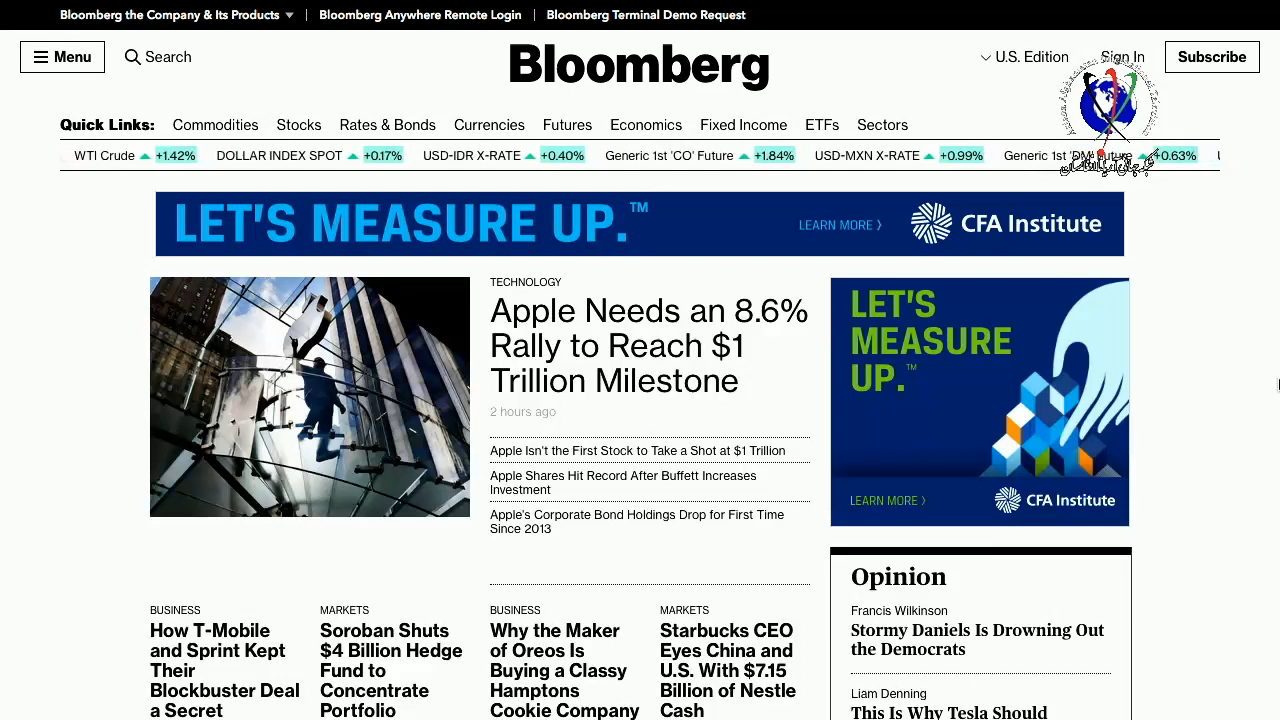 Bloomberg the Company & Its Products
Bloomberg Anywhere Remote Login
Bloomberg Terminal Demo Request
Menu
Search
Bloomberg
U.S. Edition
Sign In
Subscribe
Quick Links: Commodities Stocks Rates & Bonds Currencies Futures Economics Fixed Income ETFs Sectors
WTI Crude +1.42% DOLLAR INDEX SPOT +0.17% USD-IDR X-RATE +0.40% Generic 1st 'CO' Future +1.84% USD-MXN X-RATE +0.99% Generic 1st 'DM' Future +0.63%
LET'S MEASURE UP.™ LEARN MORE CFA Institute
TECHNOLOGY
Apple Needs an 8.6%
Rally to Reach $1
Trillion Milestone
2 hours ago
Apple Isn't the First Stock to Take a Shot at $1 Trillion
Apple Shares Hit Record After Buffett Increases
Investment
Apple's Corporate Bond Holdings Drop for First Time
Since 2013
LET'S
MEASURE
UP.™
LEARN MORE
CFA Institute
BUSINESS
How T-Mobile
and Sprint Kept
Their
Blockbuster Deal
a Secret
MARKETS
Soroban Shuts
$4 Billion Hedge
Fund to
Concentrate
Portfolio
BUSINESS
Why the Maker
of Oreos Is
Buying a Classy
Hamptons
Cookie Company
MARKETS
Starbucks CEO
Eyes China and
U.S. With $7.15
Billion of Nestle
Cash
Opinion
Francis Wilkinson
Stormy Daniels Is Drowning Out
the Democrats
Liam Denning
This Is Why Tesla Should